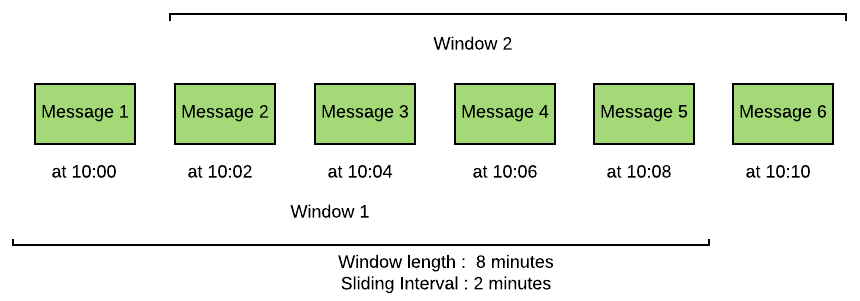 Window 2
Message 1
Message 2
Message 3
Message 4
Message 5
Message 6
at 10:00
at 10:02
at 10:04
at 10:06
at 10:08
at 10:10
Window 1
Window length :  8 minutes
Sliding Interval : 2 minutes